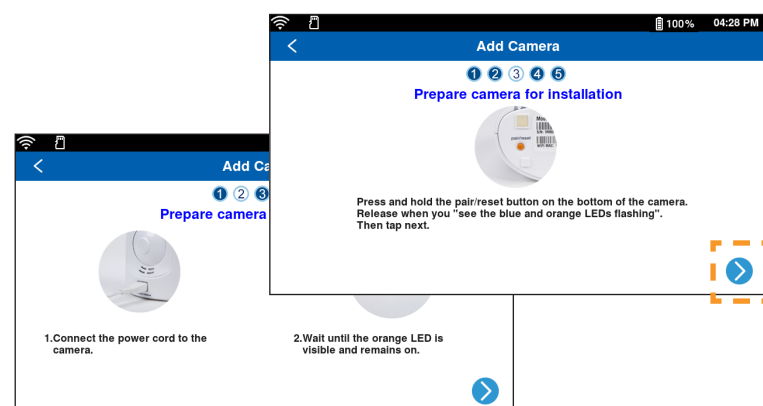 100%
04:28 PM
Add Camera
1 2 3 4 5
Prepare camera for installation
pair/reset
Press and hold the pair/reset button on the bottom of the camera.
Release when you "see the blue and orange LEDs flashing".
Then tap next.
Add Ca
1 2 3
Prepare camera
1.Connect the power cord to the
camera.
2.Wait until the orange LED is
visible and remains on.